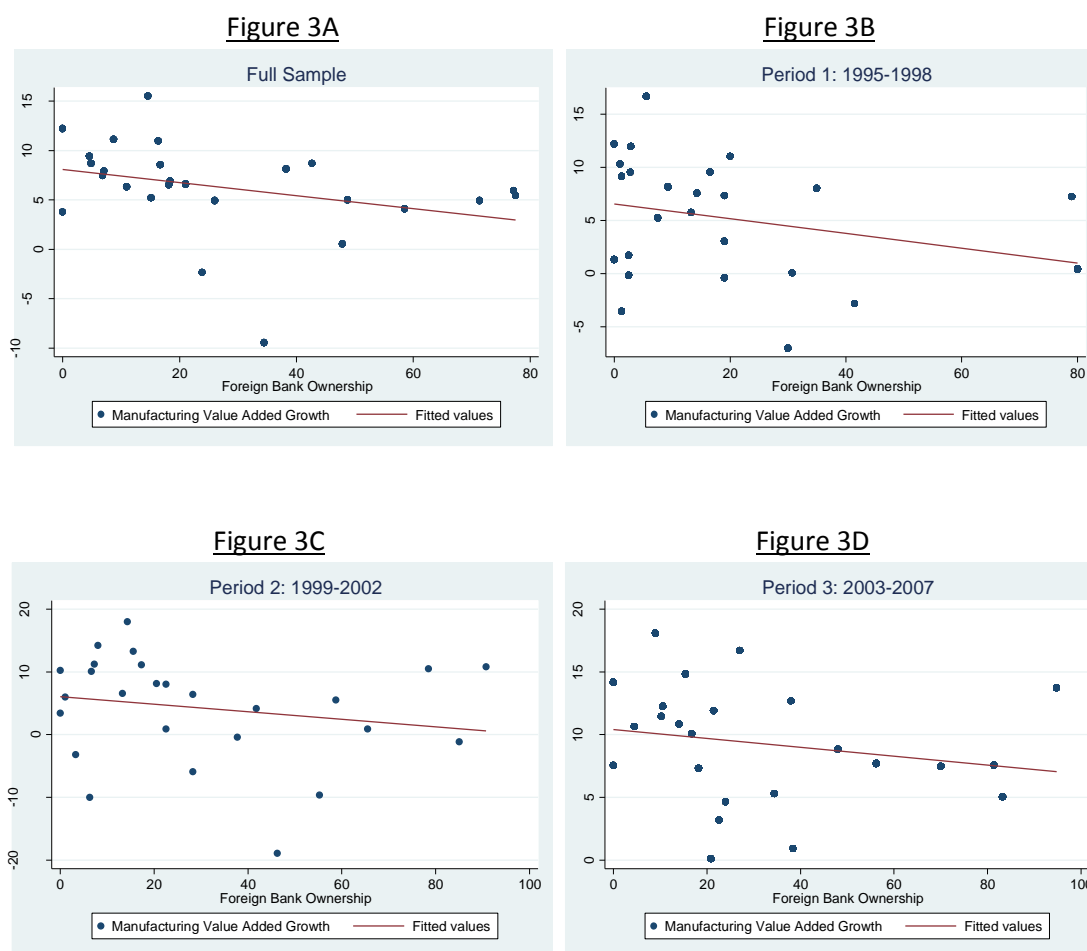 Figure 3A
Full Sample
15
10
5
0
-5
-10
0 20 40 60 80
Foreign Bank Ownership
Manufacturing Value Added Growth Fitted values
Figure 3B
Period 1: 1995-1998
15
10
5
0
-5
0 20 40 60 80
Foreign Bank Ownership
Manufacturing Value Added Growth Fitted values
Figure 3C
Period 2: 1999-2002
20
10
0
-10
-20
0 20 40 60 80 100
Foreign Bank Ownership
Manufacturing Value Added Growth Fitted values
Figure 3D
Period 3: 2003-2007
20
15
10
5
0
0 20 40 60 80 100
Foreign Bank Ownership
Manufacturing Value Added Growth Fitted values